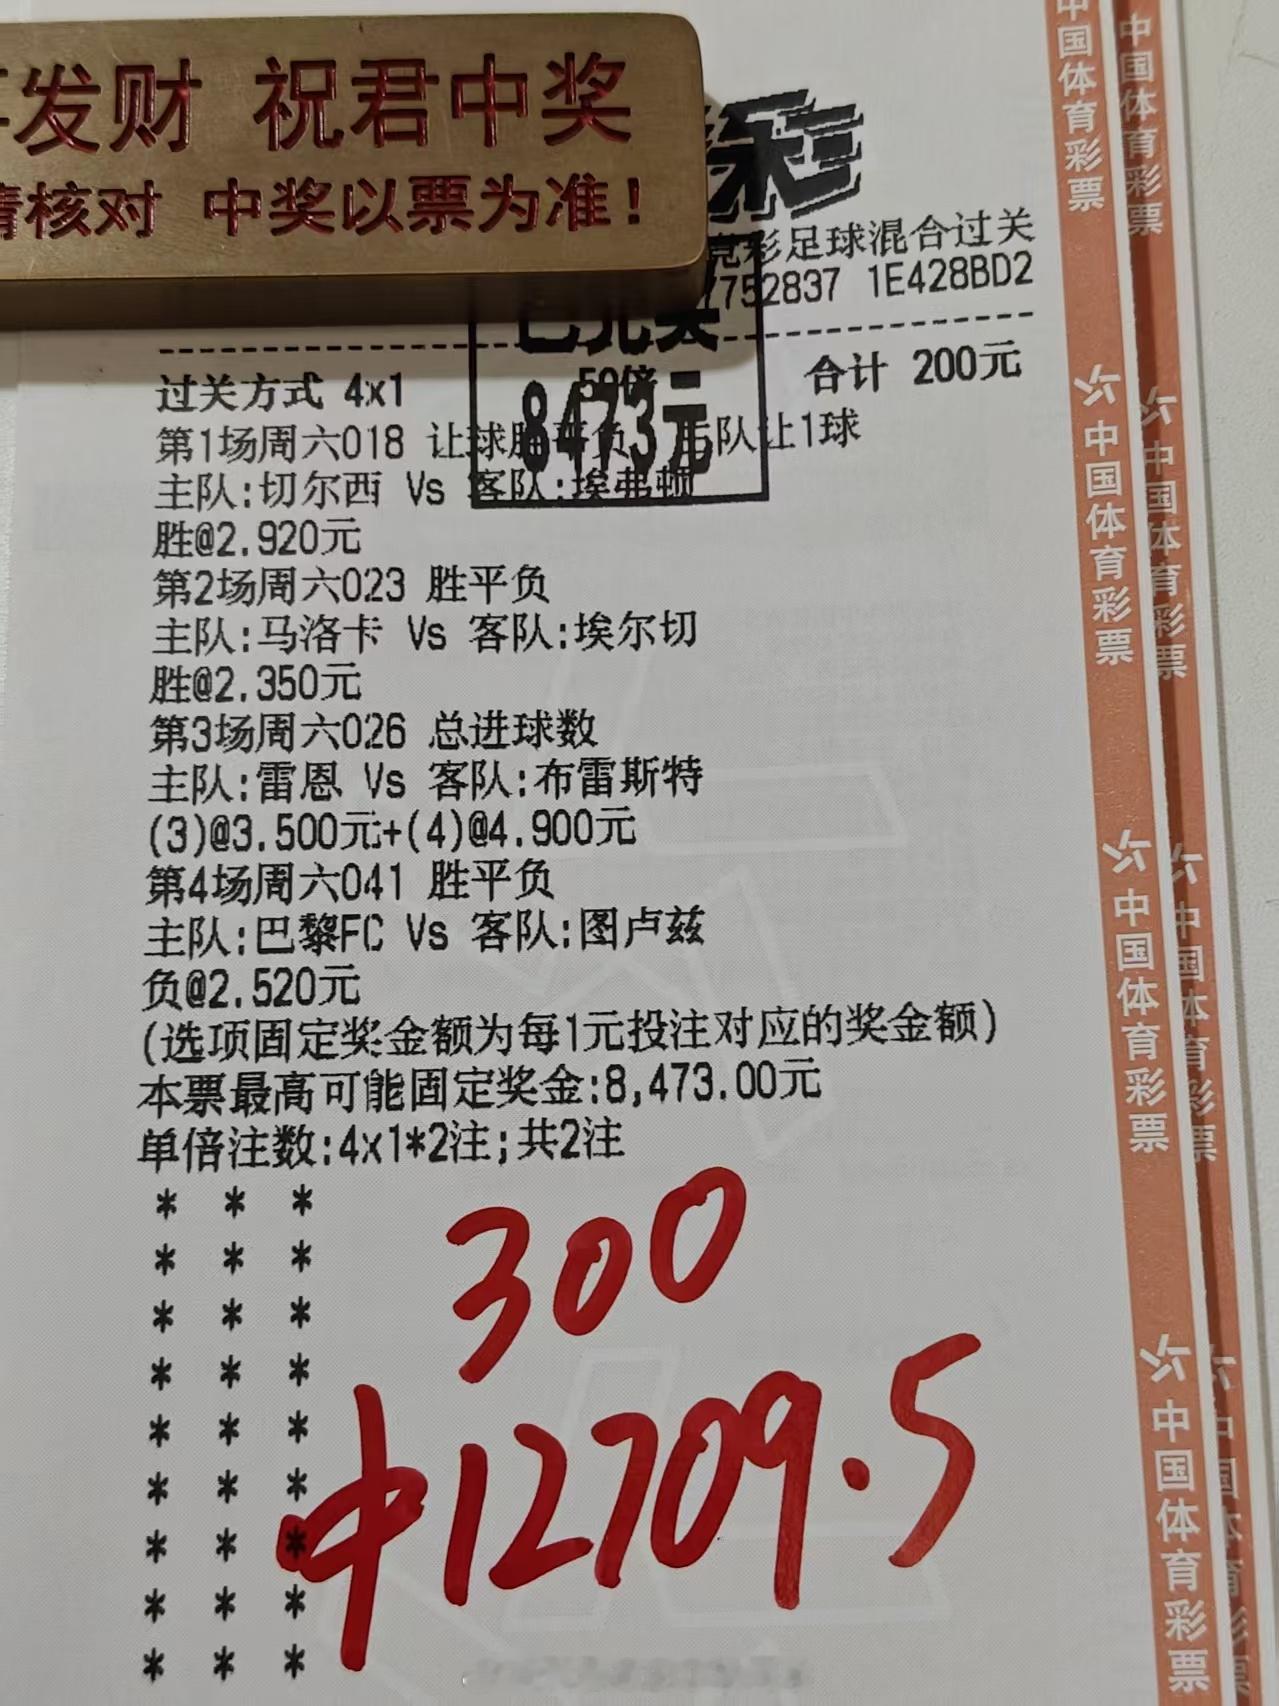 发财 祝君中奖
请核对 中奖以票为准!
竞彩足球混合过关
752837 1E428BD2
已兑奖
过关方式 4x1 50倍 合计 200元
8473元
第1场周六018 让球胜平负 主队让1球
主队:切尔西 Vs 客队:埃弗顿
胜@2.920元
第2场周六023 胜平负
主队:马洛卡 Vs 客队:埃尔切
胜@2.350元
第3场周六026 总进球数
主队:雷恩 Vs 客队:布雷斯特
(3)@3.500元+(4)@4.900元
第4场周六041 胜平负
主队:巴黎FC Vs 客队:图卢兹
负@2.520元
(选项固定奖金额为每1元投注对应的奖金额)
本票最高可能固定奖金:8,473.00元
单倍注数:4x1*2注;共2注
* * *
* * *
* * *
* * *
* * *
* * *
* * *
* * *
* * *
300
中12709.5
中国体育彩票
中国体育彩票
中国体育彩票
中国体育彩票
中国体育彩票
中国体育彩票
中国体育彩票